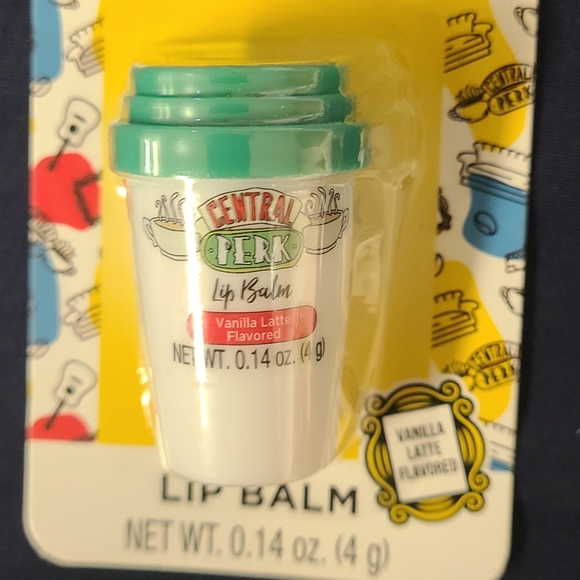 CENTRAL
PERK
Lip Balm
Vanilla Latte
Flavored
NET WT. 0.14 oz. (4 g)
VANILLA
LATTE
FLAVORED
LIP BALM
NET WT. 0.14 oz. (4 g)
CENTRAL
PERK
CENTRAL
PERK